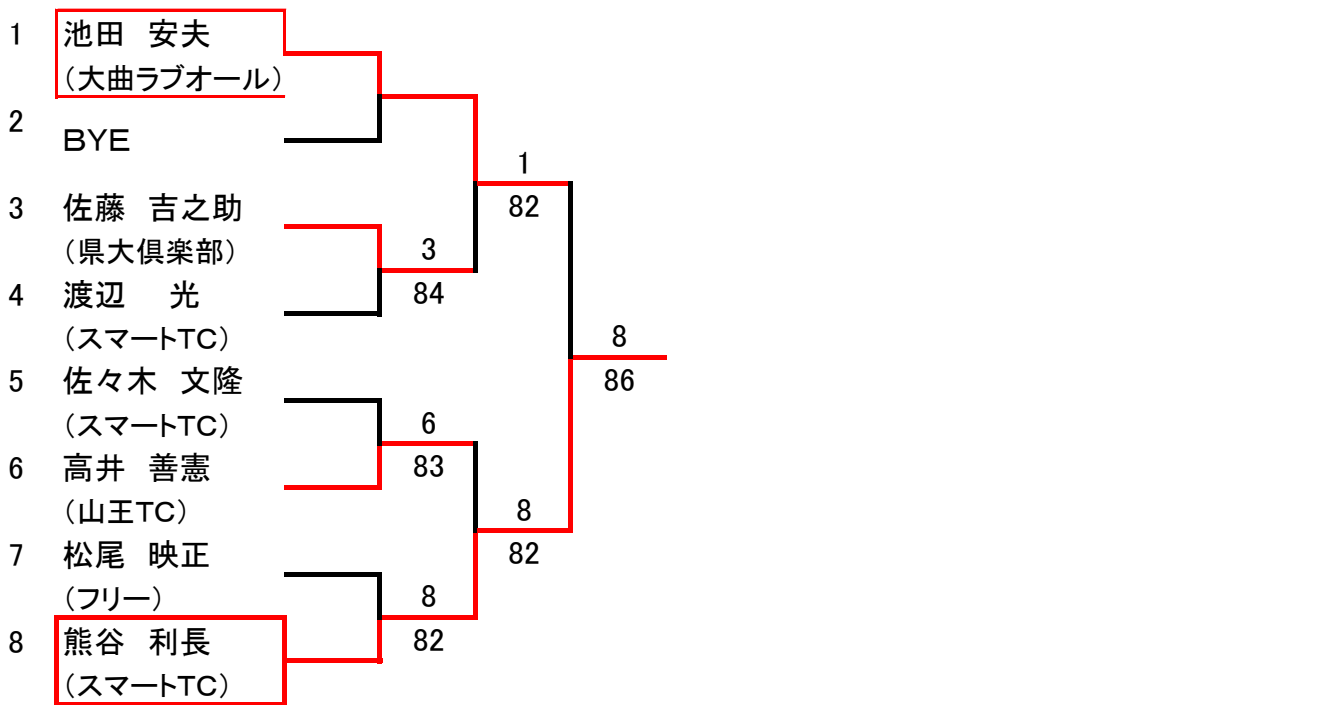 1 池田 安夫
(大曲ラブオール)
2
BYE
1
3 佐藤 吉之助
82
(県大倶楽部)
3
4 渡辺 光
84
(スマートTC)
8
5 佐々木 文隆
86
(スマートTC)
6
6 高井 善憲
83
(山王TC)
8
7 松尾 映正
82
(フリー)
8
8 熊谷 利長
82
(スマートTC)